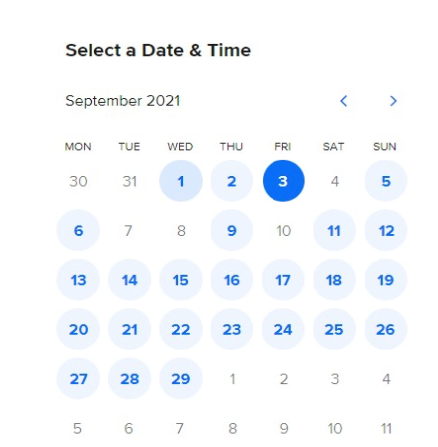 Select a Date & Time
September 2021
MON TUE WED THU FRI SAT SUN
30 31 1 2 3 4 5
6 7 8 9 10 11 12
13 14 15 16 17 18 19
20 21 22 23 24 25 26
27 28 29 1 2 3 4
5 6 7 8 9 10 11